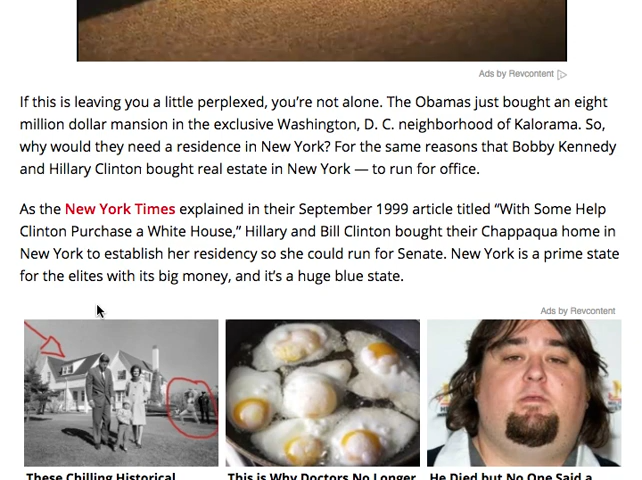 Ads by Revcontent
If this is leaving you a little perplexed, you’re not alone. The Obamas just bought an eight
million dollar mansion in the exclusive Washington, D. C. neighborhood of Kalorama. So,
why would they need a residence in New York? For the same reasons that Bobby Kennedy
and Hillary Clinton bought real estate in New York — to run for office.
As the New York Times explained in their September 1999 article titled “With Some Help
Clinton Purchase a White House,” Hillary and Bill Clinton bought their Chappaqua home in
New York to establish her residency so she could run for Senate. New York is a prime state
for the elites with its big money, and it’s a huge blue state.
Ads by Revcontent
These Chilling Historical
This is Why Doctors No Longer
He Died but No One Said a